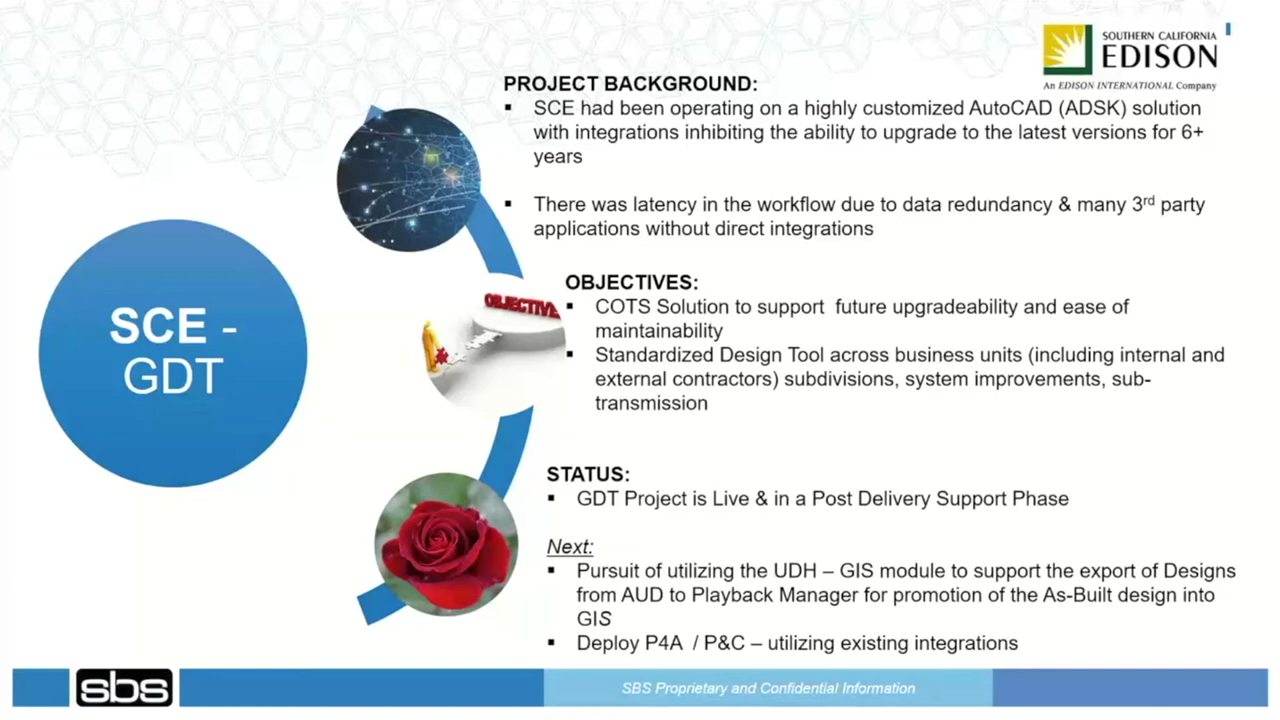 SOUTHERN CALIFORNIA
EDISON
An EDISON INTERNATIONAL Company
PROJECT BACKGROUND:
▪ SCE had been operating on a highly customized AutoCAD (ADSK) solution
with integrations inhibiting the ability to upgrade to the latest versions for 6+
years
▪ There was latency in the workflow due to data redundancy & many 3rd party
applications without direct integrations
SCE -
GDT
OBJECTIVE
OBJECTIVES:
▪ COTS Solution to support future upgradeability and ease of
maintainability
▪ Standardized Design Tool across business units (including internal and
external contractors) subdivisions, system improvements, sub-
transmission
STATUS:
▪ GDT Project is Live & in a Post Delivery Support Phase
Next:
▪ Pursuit of utilizing the UDH – GIS module to support the export of Designs
from AUD to Playback Manager for promotion of the As-Built design into
GIS
▪ Deploy P4A / P&C – utilizing existing integrations
sbs
SBS Proprietary and Confidential Information